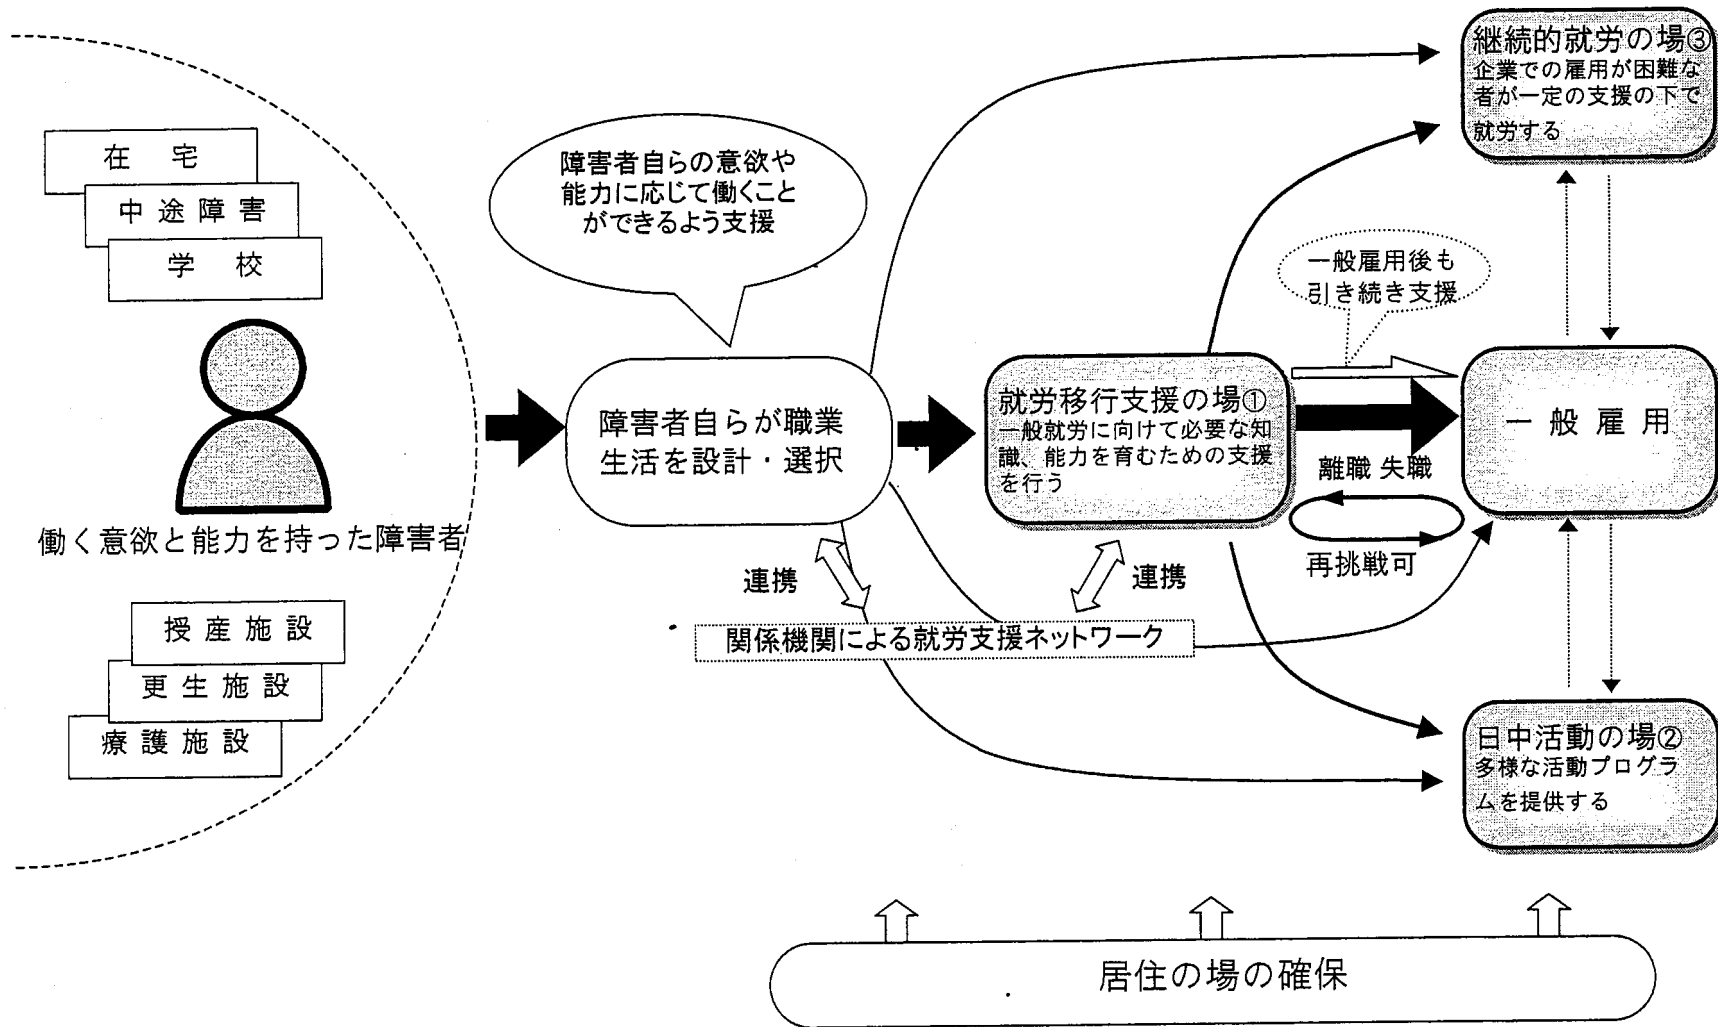 在 宅
中 途 障 害
学 校
働く意欲と能力を持った障害者
授 産 施 設
更 生 施 設
療 護 施 設
障害者自らの意欲や
能力に応じて働くこと
ができるよう支援
障害者自らが職業
生活を設計・選択
連携
関係機関による就労支援ネットワーク
連携
就労移行支援の場①
一般就労に向けて必要な知
識、能力を育むための支援
を行う
一般雇用後も
引き続き支援
離職 失職
再挑戦可
継続的就労の場③
企業での雇用が困難な
者が一定の支援の下で
就労する
一 般 雇 用
日中活動の場②
多様な活動プログラ
ムを提供する
居住の場の確保